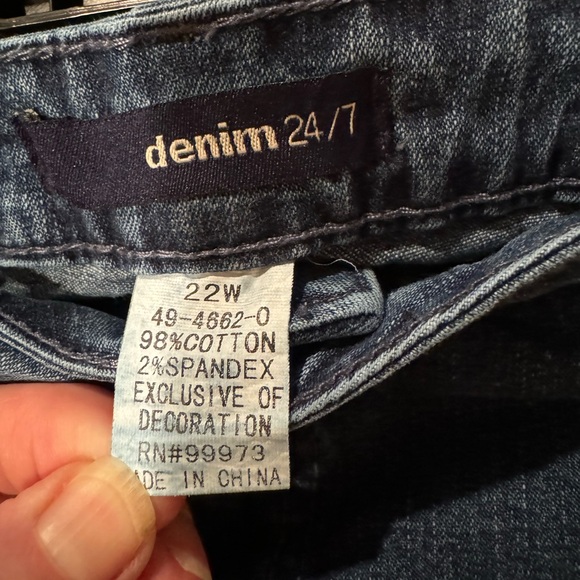 denim 24/7
22W
49-4662-0
98%COTTON
2%SPANDEX
EXCLUSIVE OF
DECORATION
RN#99973
ADE IN CHINA